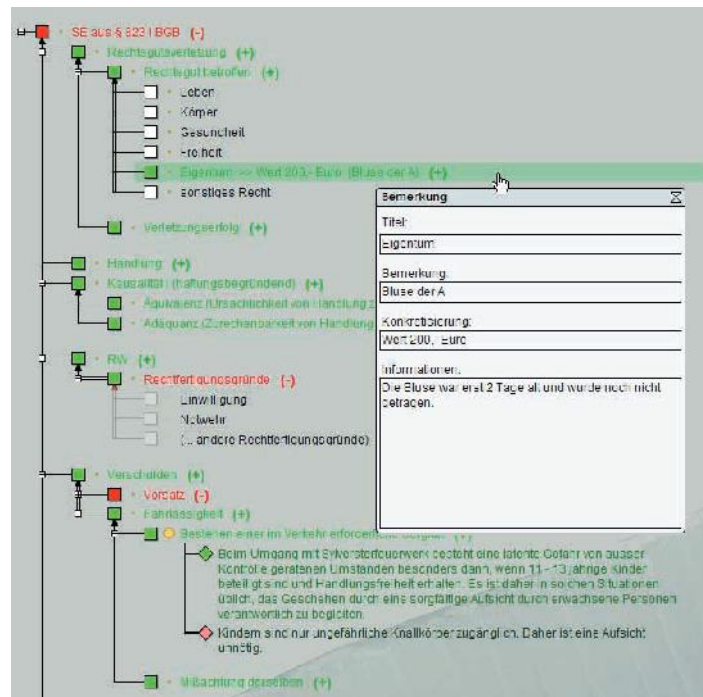 SE aus § 823 I BGB (-)
Rechtsgutsverletzung (+)
Rechtsgut betroffen (+)
Leben
Körper
Gesundheit
Freiheit
Eigentum >> Wert 200,- Euro (Bluse der A) (+)
sonstiges Recht
Verletzungserfolg (+)
Handlung (+)
Kausalität (haftungsbegründend) (+)
Äquivalenz (Ursächlichkeit von Handlung
Adäquanz (Zurechenbarkeit von Handlung
RW (+)
Rechtfertigungsgründe (-)
Einwilligung
Notwehr
(... andere Rechtfertigungsgründe)
Verschulden (+)
Vorsatz (-)
Fahrlässigkeit (+)
Bestehen einer im Verkehr (+)
Beim Umgang mit Sylversterfeuerwerk besteht eine latente Gefahr von ausser
Kontrolle geratenen Umständen besonders dann, wenn 11 - 13 jährige Kinder
beteiligt sind und Handlungsfreiheit erhalten. Es ist daher in solchen Situationen
üblich, das Geschehen durch eine sorgfältige Aufsicht durch erwachsene Personen
verantwortlich zu begleiten.
Kindern sind nur ungefährliche Knallkörper zugänglich. Daher ist eine Aufsicht
unnötig.
Mißachtung derselben (+)
Bemerkung
Titel:
Eigentum
Bemerkung:
Bluse der A
Konkretisierung:
Wert 200,- Euro
Informationen:
Die Bluse war erst 2 Tage alt und wurde noch nicht
getragen.